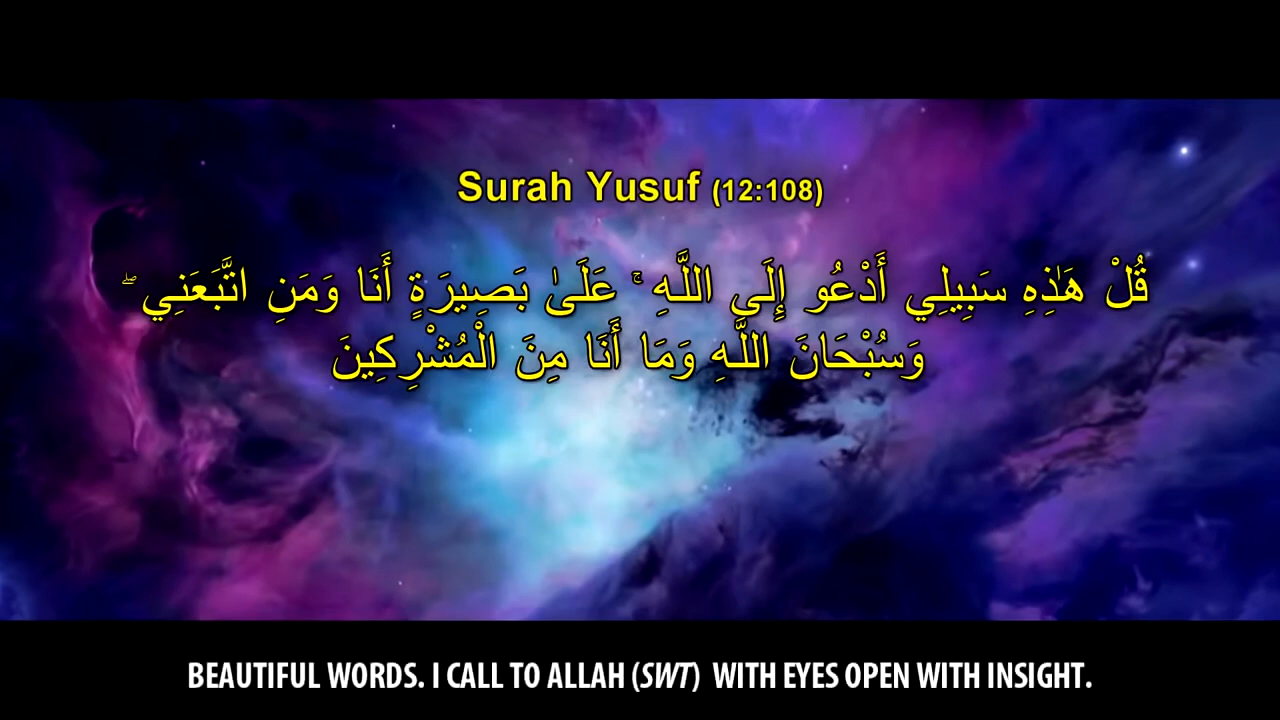 Surah Yusuf (12:108)
قُلْ هَٰذِهِ سَبِيلِي أَدْعُو إِلَى اللَّهِ ۚ عَلَىٰ بَصِيرَةٍ أَنَا وَمَنِ اتَّبَعَنِي ۖ
وَسُبْحَانَ اللَّهِ وَمَا أَنَا مِنَ الْمُشْرِكِينَ
BEAUTIFUL WORDS. I CALL TO ALLAH (SWT) WITH EYES OPEN WITH INSIGHT.